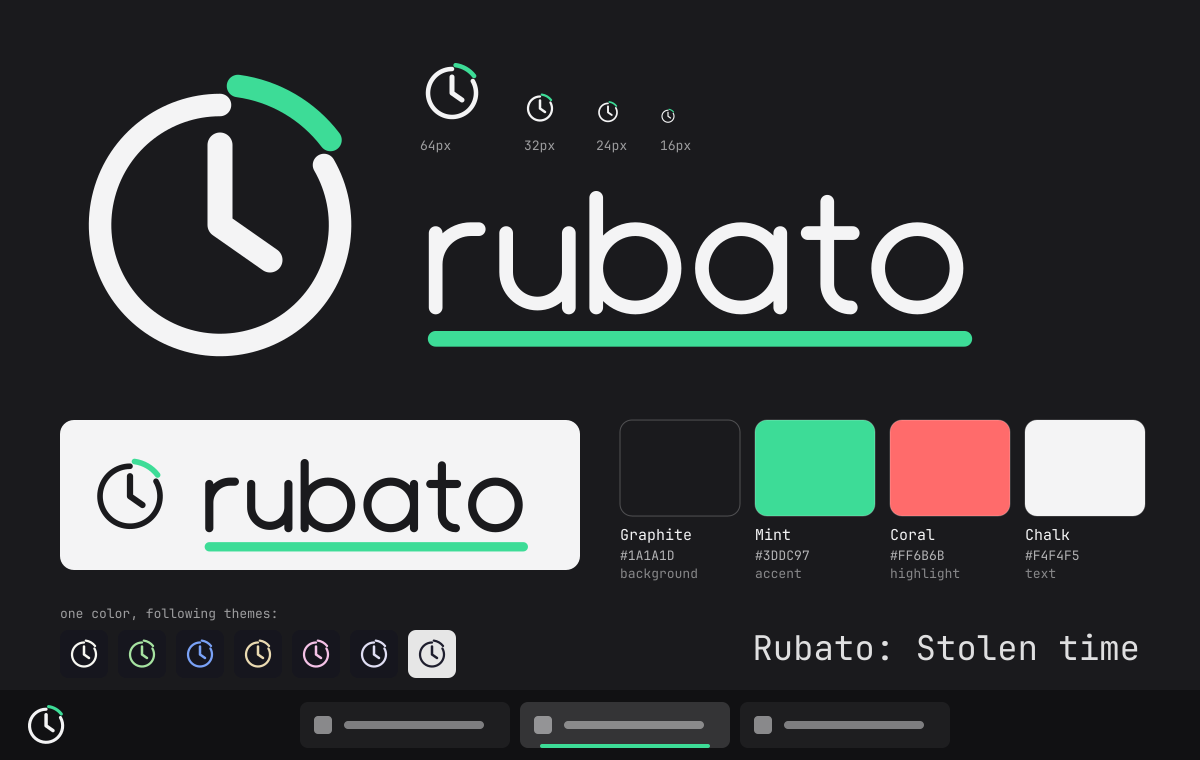 64px
32px
24px
16px
rubato
rubato
Graphite
#1A1A1D
background
Mint
#3DDC97
accent
Coral
#FF6B6B
highlight
Chalk
#F4F4F5
text
one color, following themes:
Rubato: Stolen time